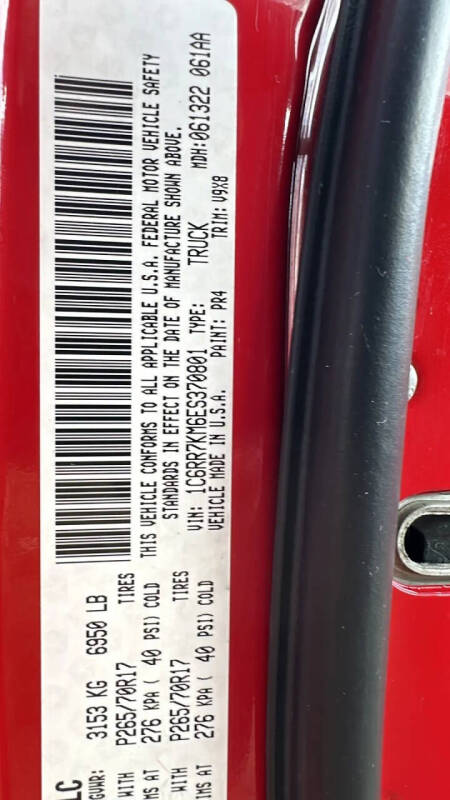 LC
GVWR: 3153 KG 6950 LB
WITH P265/70R17 TIRES
MS AT 276 KPA ( 40 PSI) COLD
WITH P265/70R17 TIRES
IMS AT 276 KPA ( 40 PSI) COLD
THIS VEHICLE CONFORMS TO ALL APPLICABLE U.S.A. FEDERAL MOTOR VEHICLE SAFETY
STANDARDS IN EFFECT ON THE DATE OF MANUFACTURE SHOWN ABOVE.
VIN: 1C6RR7KM6ES370801 TYPE: TRUCK MDH:061322 061AA
VEHICLE MADE IN U.S.A. PAINT: PR4 TRIM: V9X8